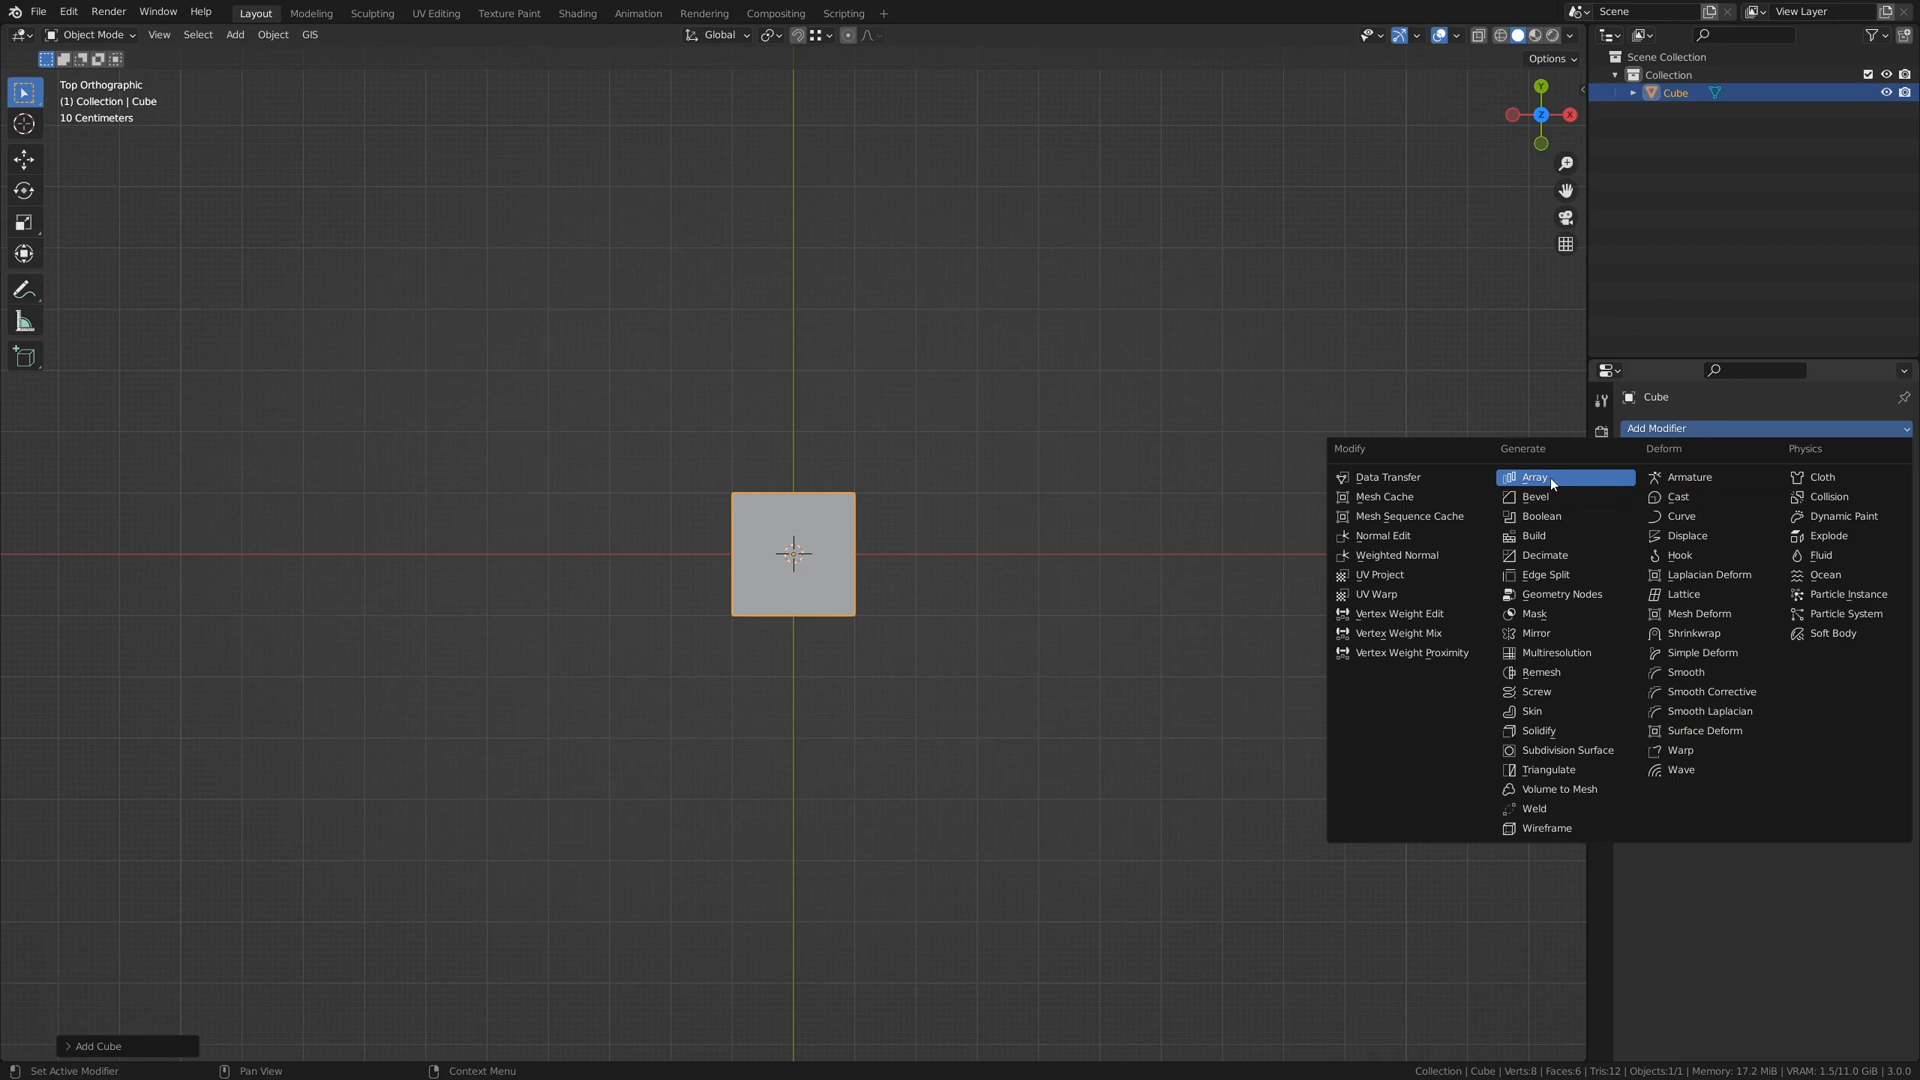 File Edit Render Window Help Layout Modeling Sculpting UV Editing Texture Paint Shading Animation Rendering Compositing Scripting + Scene View Layer
Object Mode View Select Add Object GIS Global
Options
Top Orthographic
(1) Collection | Cube
10 Centimeters
Y
X
Z
Scene Collection
Collection
Cube
Cube
Add Modifier
Modify Generate Deform Physics
Data Transfer Array Armature Cloth
Mesh Cache Bevel Cast Collision
Mesh Sequence Cache Boolean Curve Dynamic Paint
Normal Edit Build Displace Explode
Weighted Normal Decimate Hook Fluid
UV Project Edge Split Laplacian Deform Ocean
UV Warp Geometry Nodes Lattice Particle Instance
Vertex Weight Edit Mask Mesh Deform Particle System
Vertex Weight Mix Mirror Shrinkwrap Soft Body
Vertex Weight Proximity Multiresolution Simple Deform
Remesh Smooth
Screw Smooth Corrective
Skin Smooth Laplacian
Solidify Surface Deform
Subdivision Surface Warp
Triangulate Wave
Volume to Mesh
Weld
Wireframe
> Add Cube
Set Active Modifier Pan View Context Menu Collection | Cube | Verts:8 | Faces:6 | Tris:12 | Objects:1/1 | Memory: 17.2 MiB | VRAM: 1.5/11.0 GiB | 3.0.0